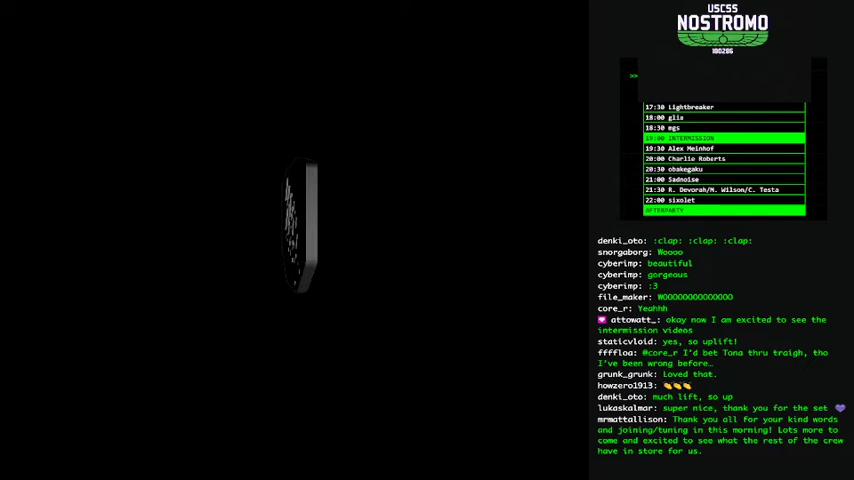 USCSS
NOSTROMO
180286
>>
17:30 Lightbreaker
18:00 glia
18:30 mgs
19:00 INTERMISSION
19:30 Alex Meinhof
20:00 Charlie Roberts
20:30 obakegaku
21:00 Sadnoise
21:30 R. Devorah/M. Wilson/C. Testa
22:00 sixolet
AFTERPARTY
denki_oto: :clap: :clap: :clap:
snorgaborg: Woooo
cyberimp: beautiful
cyberimp: gorgeous
cyberimp: :3
file_maker: WOOOOOOOOOOOOO
core_r: Yeahhh
attowatt_: okay now I am excited to see the
intermission videos
staticvloid: yes, so uplift!
ffffloa: #core_r I'd bet Tona thru traigh, tho
I've been wrong before…
grunk_grunk: Loved that.
howzero1913: 👏👏👏
denki_oto: much lift, so up
lukaskalmar: super nice, thank you for the set 💜
mrmattallison: Thank you all for your kind words
and joining/tuning in this morning! Lots more to
come and excited to see what the rest of the crew
have in store for us.